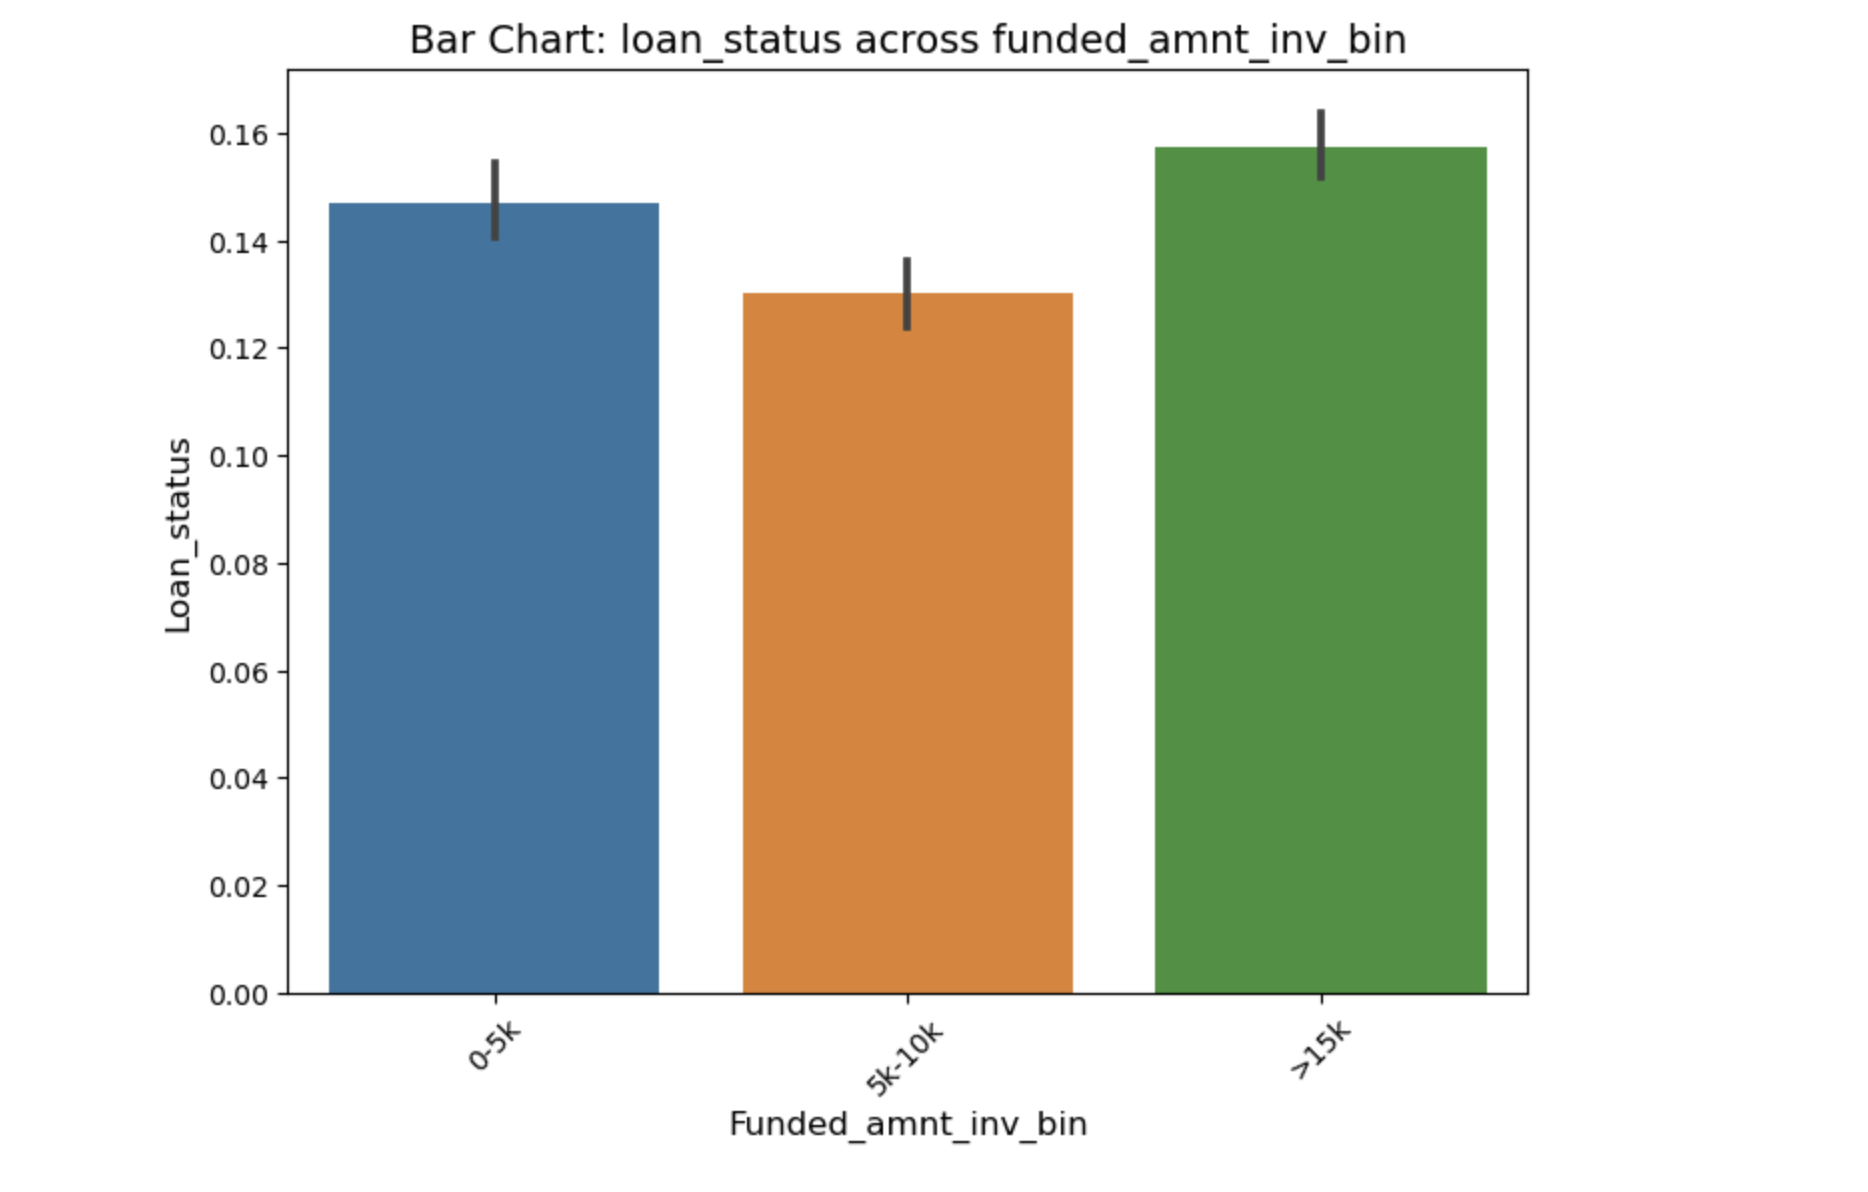 Bar Chart: loan_status across funded_amnt_inv_bin
0.16
0.14
0.12
0.10
0.08
0.06
0.04
0.02
0.00
Loan_status
0-5k
5k-10k
>15k
Funded_amnt_inv_bin